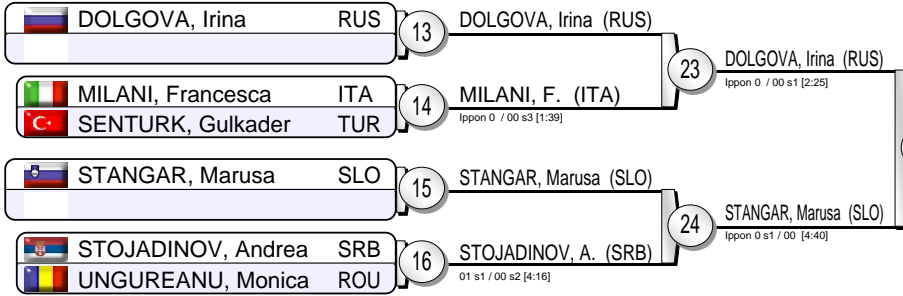 DOLGOVA, Irina RUS
13
DOLGOVA, Irina (RUS)
23
DOLGOVA, Irina (RUS)
Ippon 0 / 00 s1 [2:25]
MILANI, Francesca ITA
SENTURK, Gulkader TUR
14
MILANI, F. (ITA)
Ippon 0 / 00 s3 [1:39]
STANGAR, Marusa SLO
15
STANGAR, Marusa (SLO)
24
STANGAR, Marusa (SLO)
Ippon 0 s1 / 00 [4:40]
STOJADINOV, Andrea SRB
UNGUREANU, Monica ROU
16
STOJADINOV, A. (SRB)
01 s1 / 00 s2 [4:16]